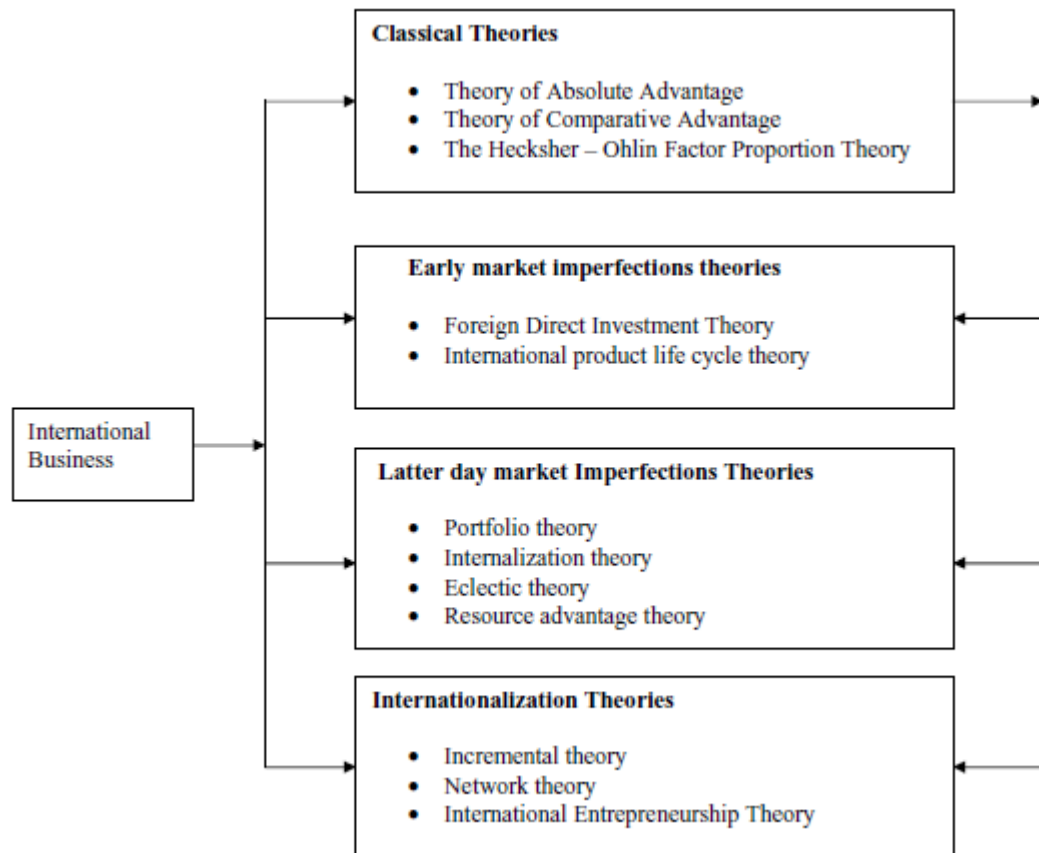 Classical Theories
• Theory of Absolute Advantage
• Theory of Comparative Advantage
• The Hecksher – Ohlin Factor Proportion Theory
Early market imperfections theories
• Foreign Direct Investment Theory
• International product life cycle theory
International
Business
Latter day market Imperfections Theories
• Portfolio theory
• Internalization theory
• Eclectic theory
• Resource advantage theory
Internationalization Theories
• Incremental theory
• Network theory
• International Entrepreneurship Theory